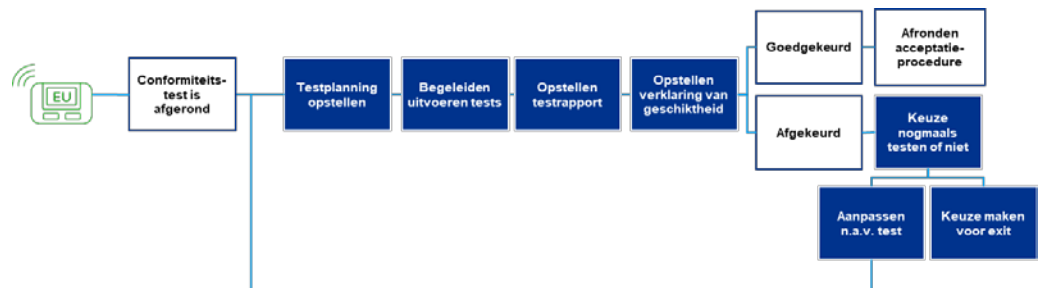 EU
Conformiteits-
test is
afgerond
Testplanning
opstellen
Begeleiden
uitvoeren tests
Opstellen
testrapport
Opstellen
verklaring van
geschiktheid
Goedgekeurd
Afronden
acceptatie-
procedure
Afgekeurd
Keuze
nogmaals
testen of niet
Aanpassen
n.a.v. test
Keuze maken
voor exit